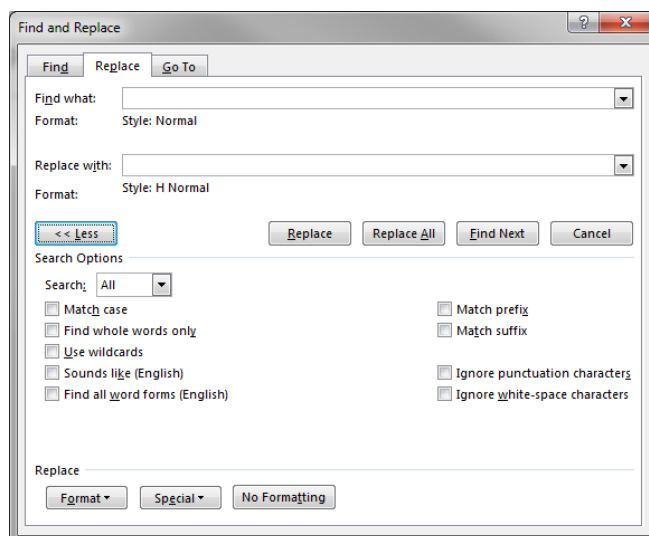 Find and Replace
Find Replace Go To
Find what:
Format: Style: Normal
Replace with:
Format: Style: H Normal
<< Less Replace Replace All Find Next Cancel
Search Options
Search: All
Match case Match prefix
Find whole words only Match suffix
Use wildcards
Sounds like (English) Ignore punctuation characters
Find all word forms (English) Ignore white-space characters
Replace
Format Special No Formatting